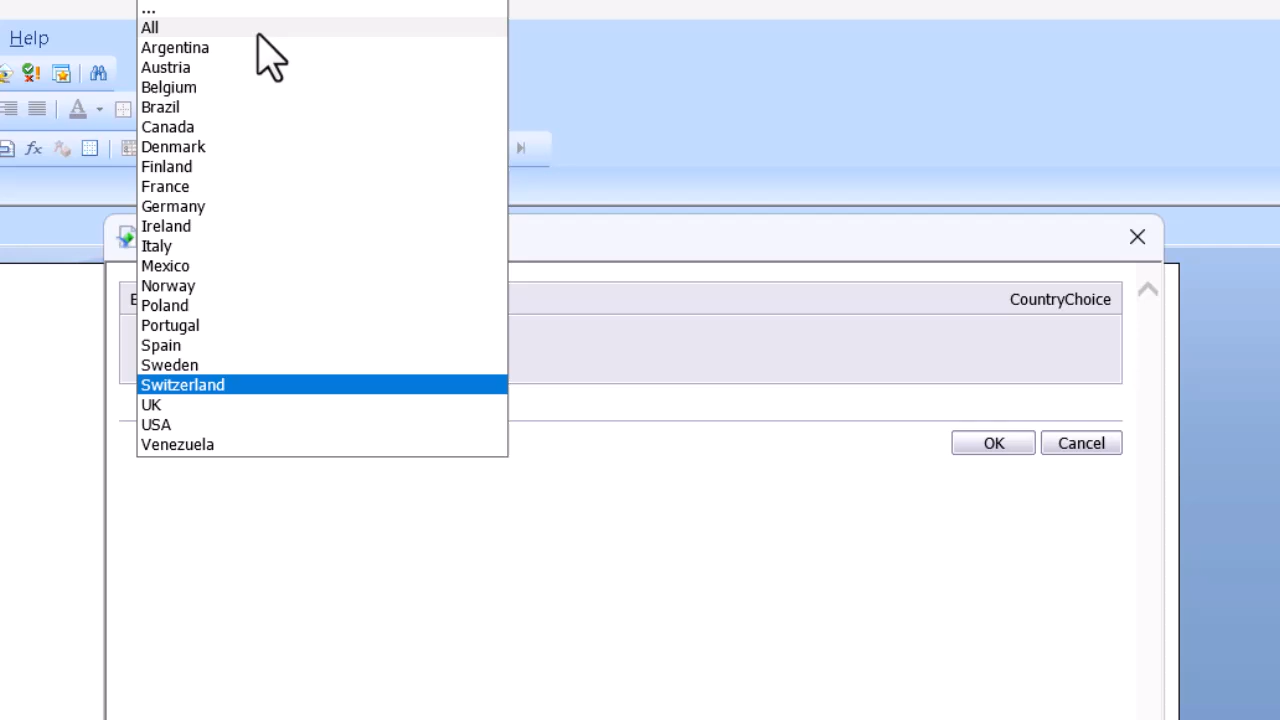 ...
All
Help
Argentina
Austria
Belgium
Brazil
Canada
Denmark
Finland
France
Germany
Ireland
Italy
Mexico
Norway
CountryChoice
Poland
Portugal
Spain
Sweden
Switzerland
UK
USA
Venezuela
OK
Cancel